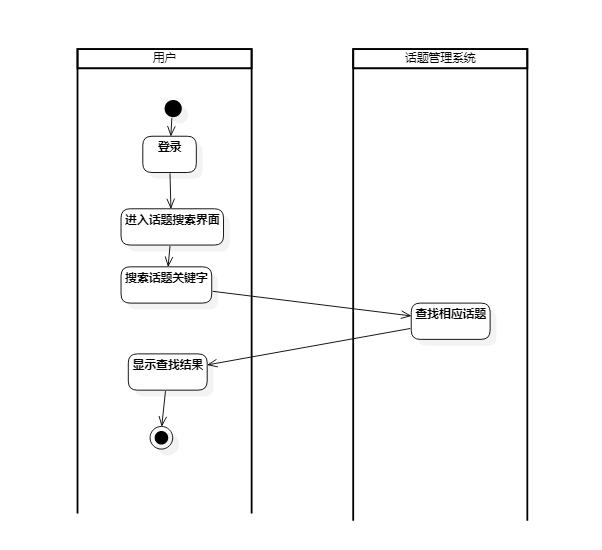 用户
话题管理系统
登录
进入话题搜索界面
搜索话题关键字
查找相应话题
显示查找结果